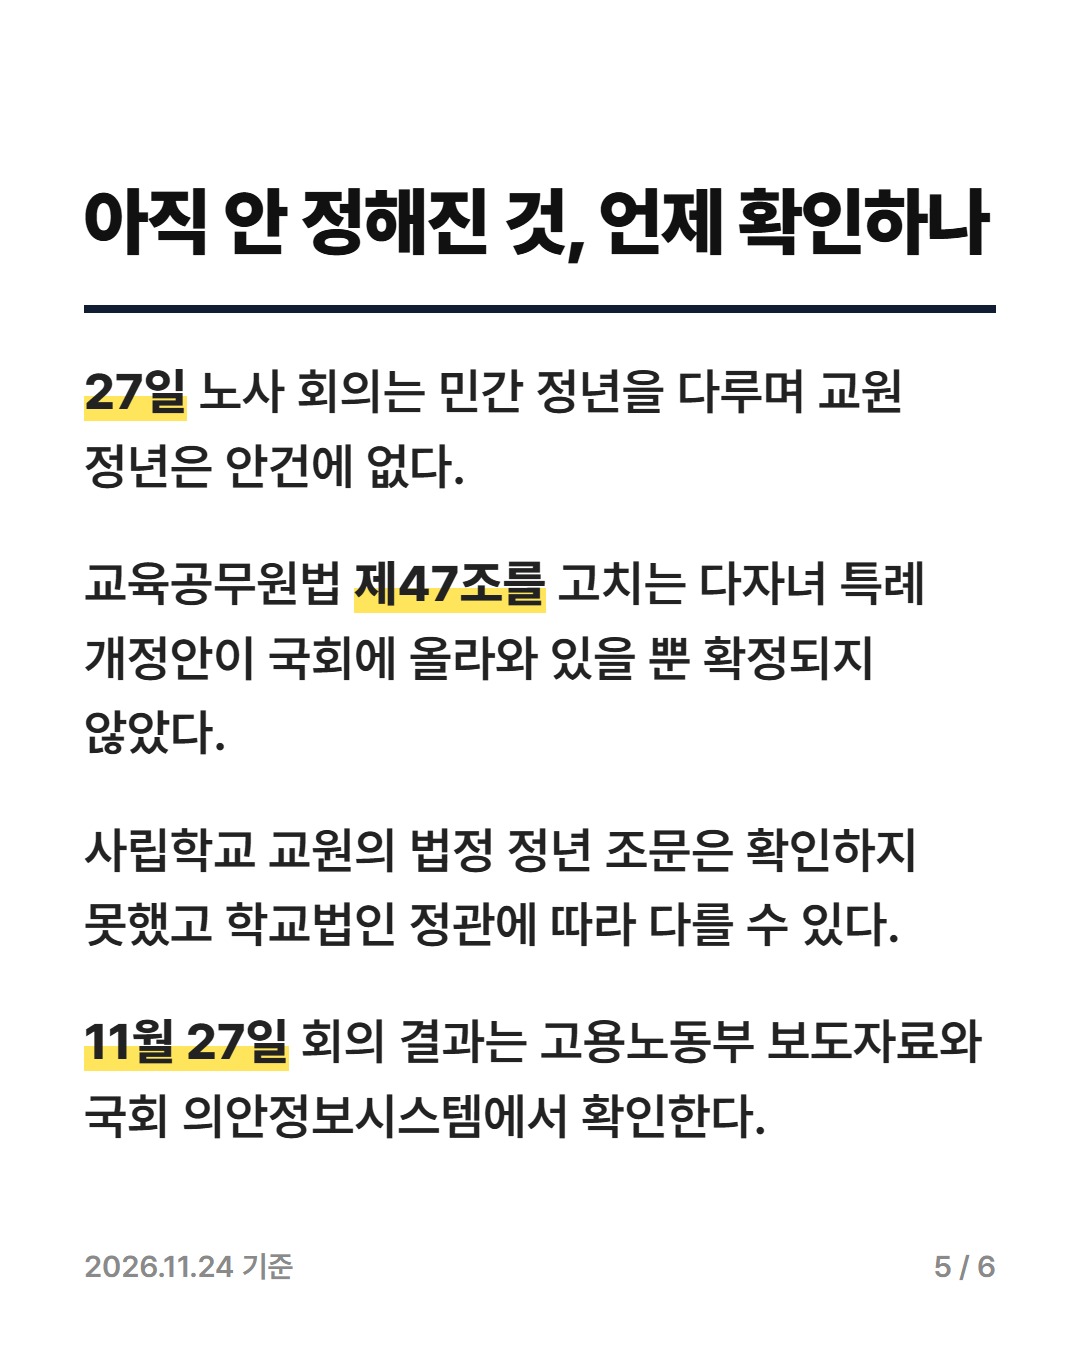 아직 안 정해진 것, 언제 확인하나
27일 노사 회의는 민간 정년을 다루며 교원
정년은 안건에 없다.
교육공무원법 제47조를 고치는 다자녀 특례
개정안이 국회에 올라와 있을 뿐 확정되지
않았다.
사립학교 교원의 법정 정년 조문은 확인하지
못했고 학교법인 정관에 따라 다를 수 있다.
11월 27일 회의 결과는 고용노동부 보도자료와
국회 의안정보시스템에서 확인한다.
2026.11.24 기준
5 / 6